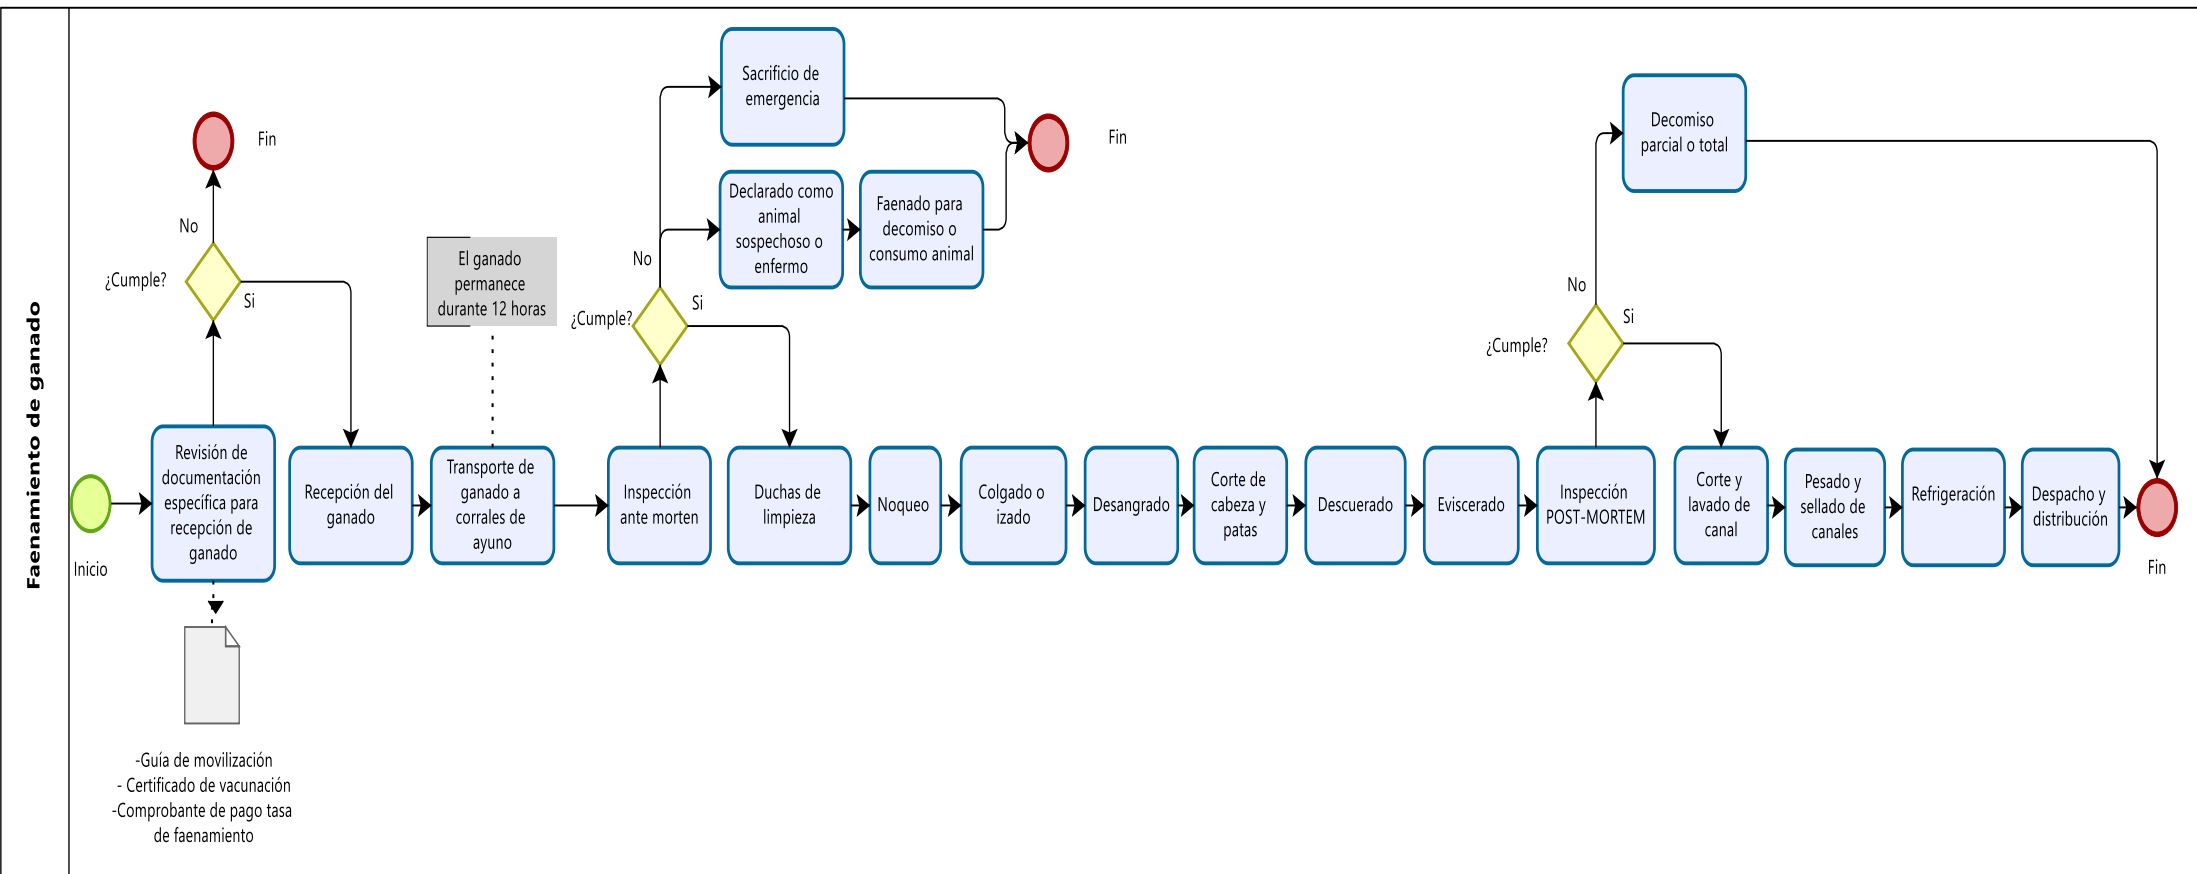 Faenamiento de ganado
Inicio
Revisión de
documentación
específica para
recepción de
ganado
-Guía de movilización
- Certificado de vacunación
-Comprobante de pago tasa
de faenamiento
¿Cumple?
No
Fin
Si
Recepción del
ganado
Transporte de
ganado a
corrales de
ayuno
El ganado
permanece
durante 12 horas
Inspección
ante morten
¿Cumple?
No
Si
Sacrificio de
emergencia
Declarado como
animal
sospechoso o
enfermo
Faenado para
decomiso o
consumo animal
Fin
Duchas de
limpieza
Noqueo
Colgado o
izado
Desangrado
Corte de
cabeza y
patas
Descuerado
Eviscerado
Inspección
POST-MORTEM
¿Cumple?
No
Si
Decomiso
parcial o total
Corte y
lavado de
canal
Pesado y
sellado de
canales
Refrigeración
Despacho y
distribución
Fin